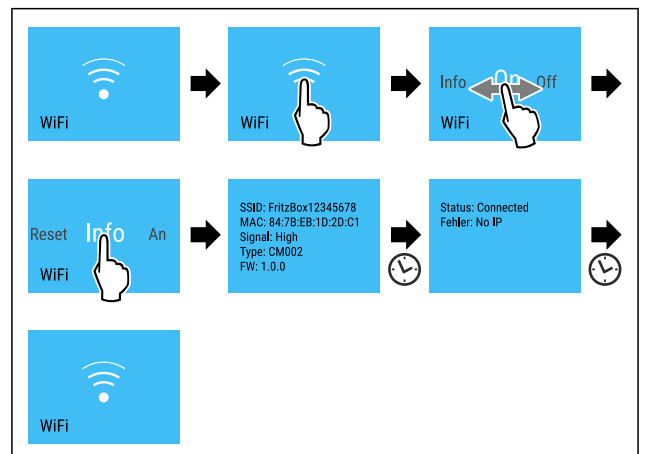 WiFi
WiFi
Info On Off
WiFi
Reset Info An
WiFi
SSID: FritzBox12345678
MAC: 84:7B:EB:1D:2D:C1
Signal: High
Type: CM002
FW: 1.0.0
Status: Connected
Fehler: No IP
WiFi